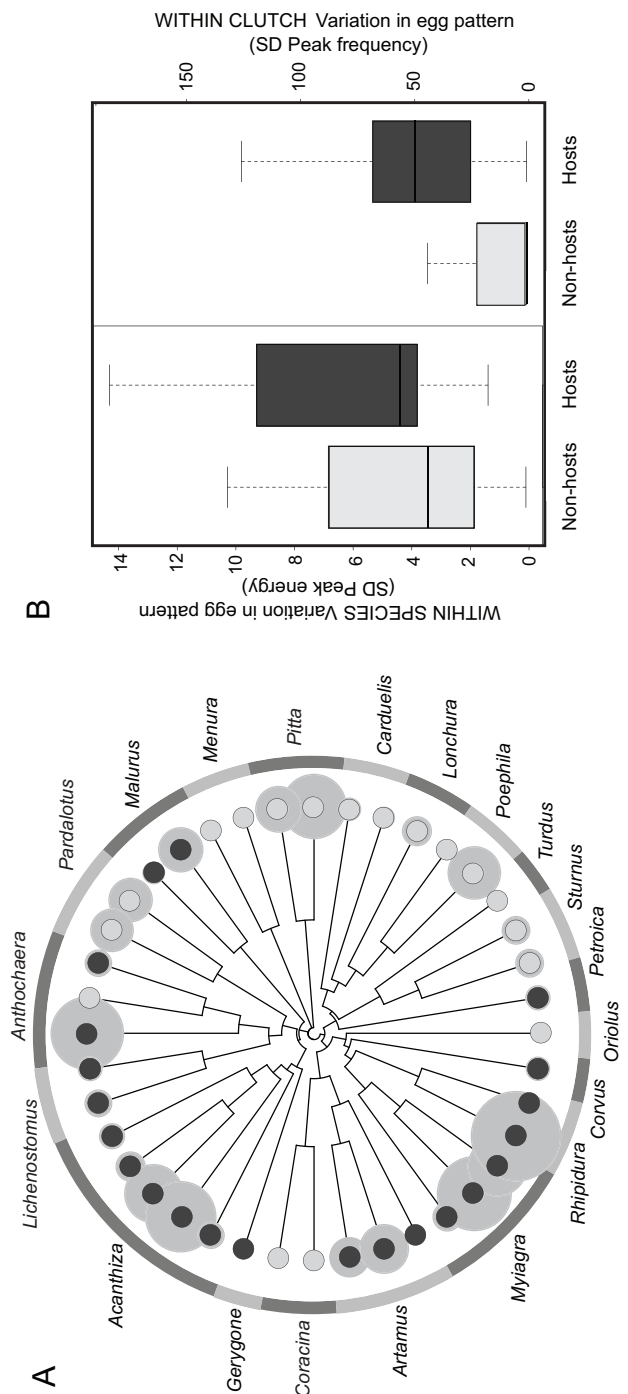 A
Pardalotus
Malurus
Menura
Pitta
Carduelis
Lonchura
Poephila
Turdus
Sturnus
Petroica
Oriolus
Corvus
Rhipidura
Myiagra
Artamus
Coracina
Gerygone
Acanthiza
Lichenostomus
Anthochaera
B
WITHIN SPECIES Variation in egg pattern
(SD Peak energy)
14
12
10
8
6
4
2
0
Non-hosts
Hosts
Non-hosts
Hosts
150
100
50
0
WITHIN CLUTCH Variation in egg pattern
(SD Peak frequency)